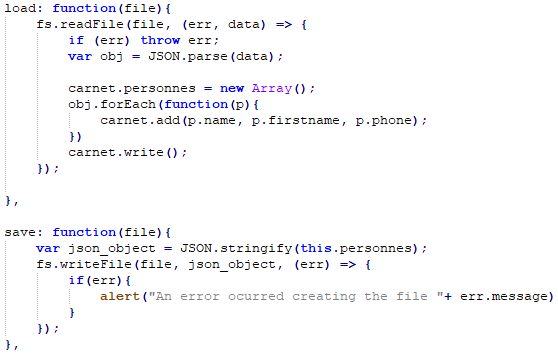 load: function(file){
    fs.readFile(file, (err, data) => {
        if (err) throw err;
        var obj = JSON.parse(data);
        carnet.personnes = new Array();
        obj.forEach(function(p){
            carnet.add(p.name, p.firstname, p.phone);
        })
        carnet.write();
    });
},
save: function(file){
    var json_object = JSON.stringify(this.personnes);
    fs.writeFile(file, json_object, (err) => {
        if(err){
            alert("An error ocurred creating the file "+ err.message)
        }
    });
},